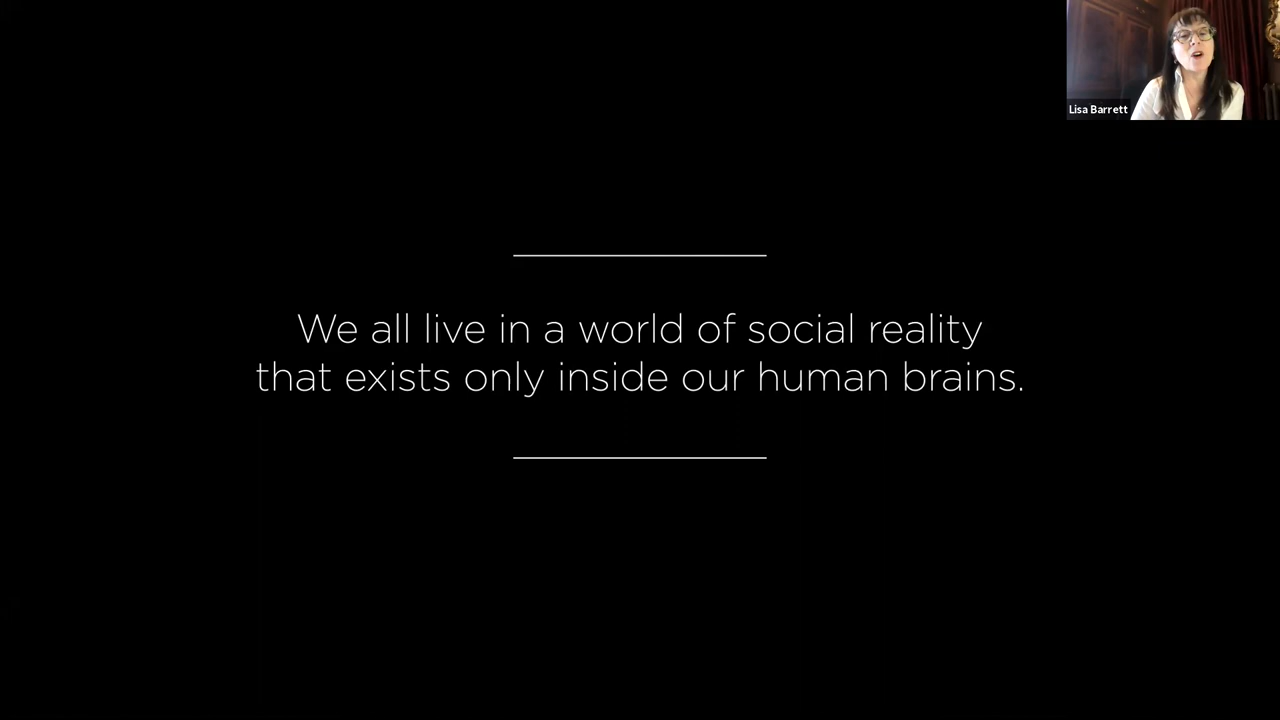 Lisa Barrett
We all live in a world of social reality
that exists only inside our human brains.